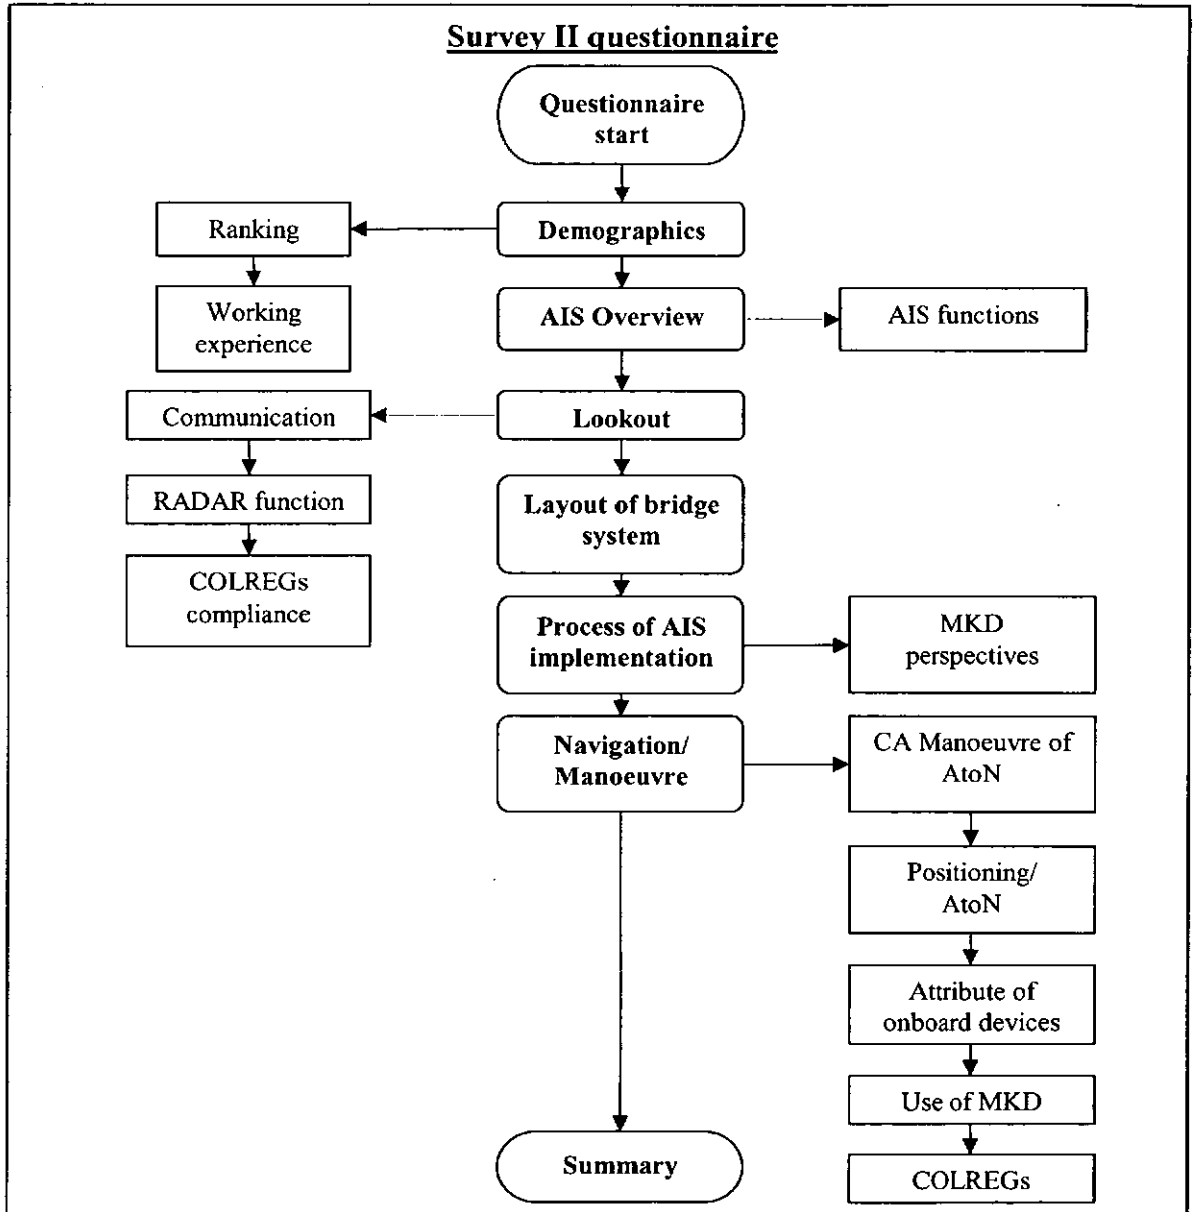 Survey II questionnaire
Questionnaire
start
Ranking
Demographics
Working
experience
AIS Overview
AIS functions
Communication
Lookout
RADAR function
Layout of bridge
system
COLREGs
compliance
Process of AIS
implementation
MKD
perspectives
Navigation/
Manoeuvre
CA Manoeuvre of
AtoN
Positioning/
AtoN
Attribute of
onboard devices
Use of MKD
Summary
COLREGs